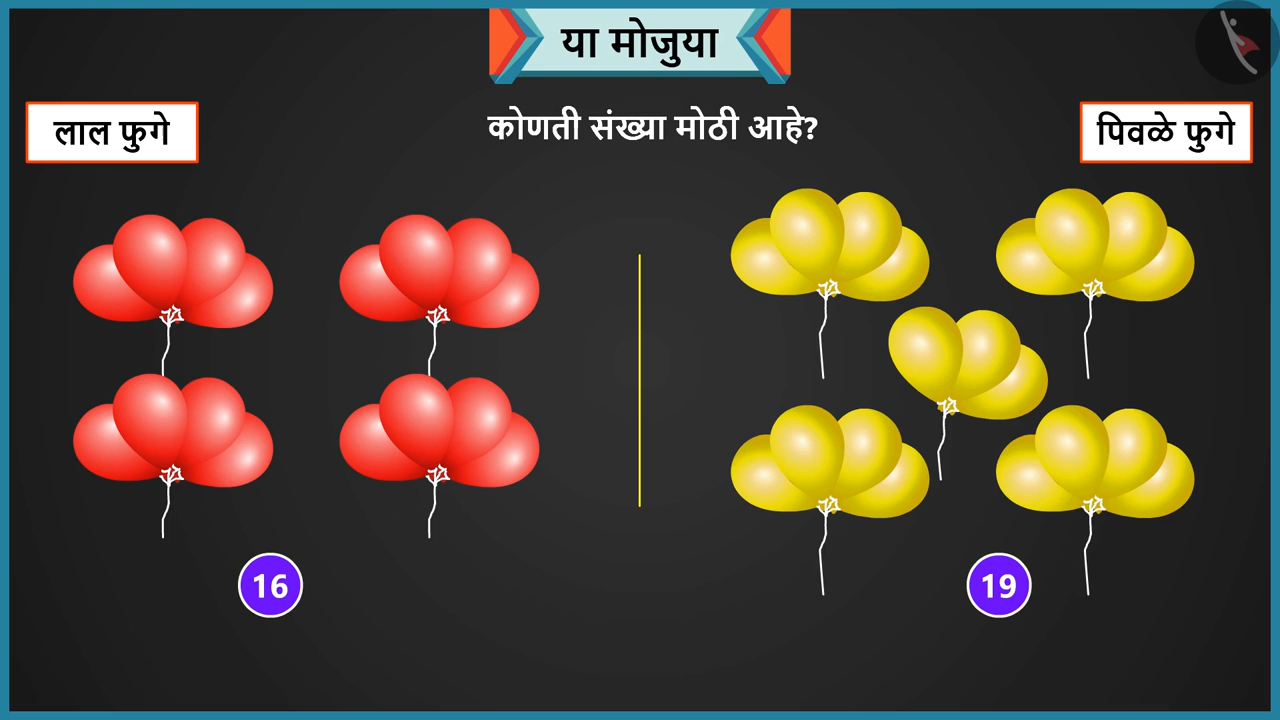 या मोजुया
लाल फुगे
कोणती संख्या मोठी आहे?
पिवळे फुगे
16
19